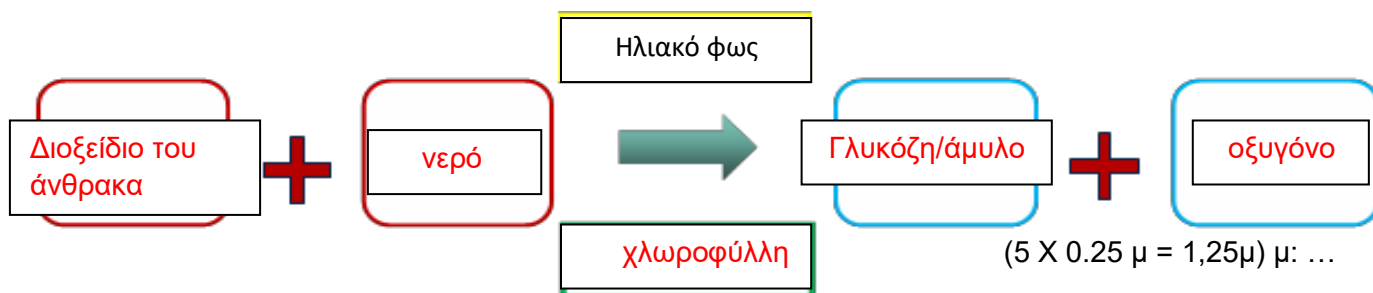 Ηλιακό φως
Διοξείδιο του
άνθρακα
νερό
Γλυκόζη/άμυλο
οξυγόνο
χλωροφύλλη
(5 Χ 0.25 μ = 1,25μ) μ: …